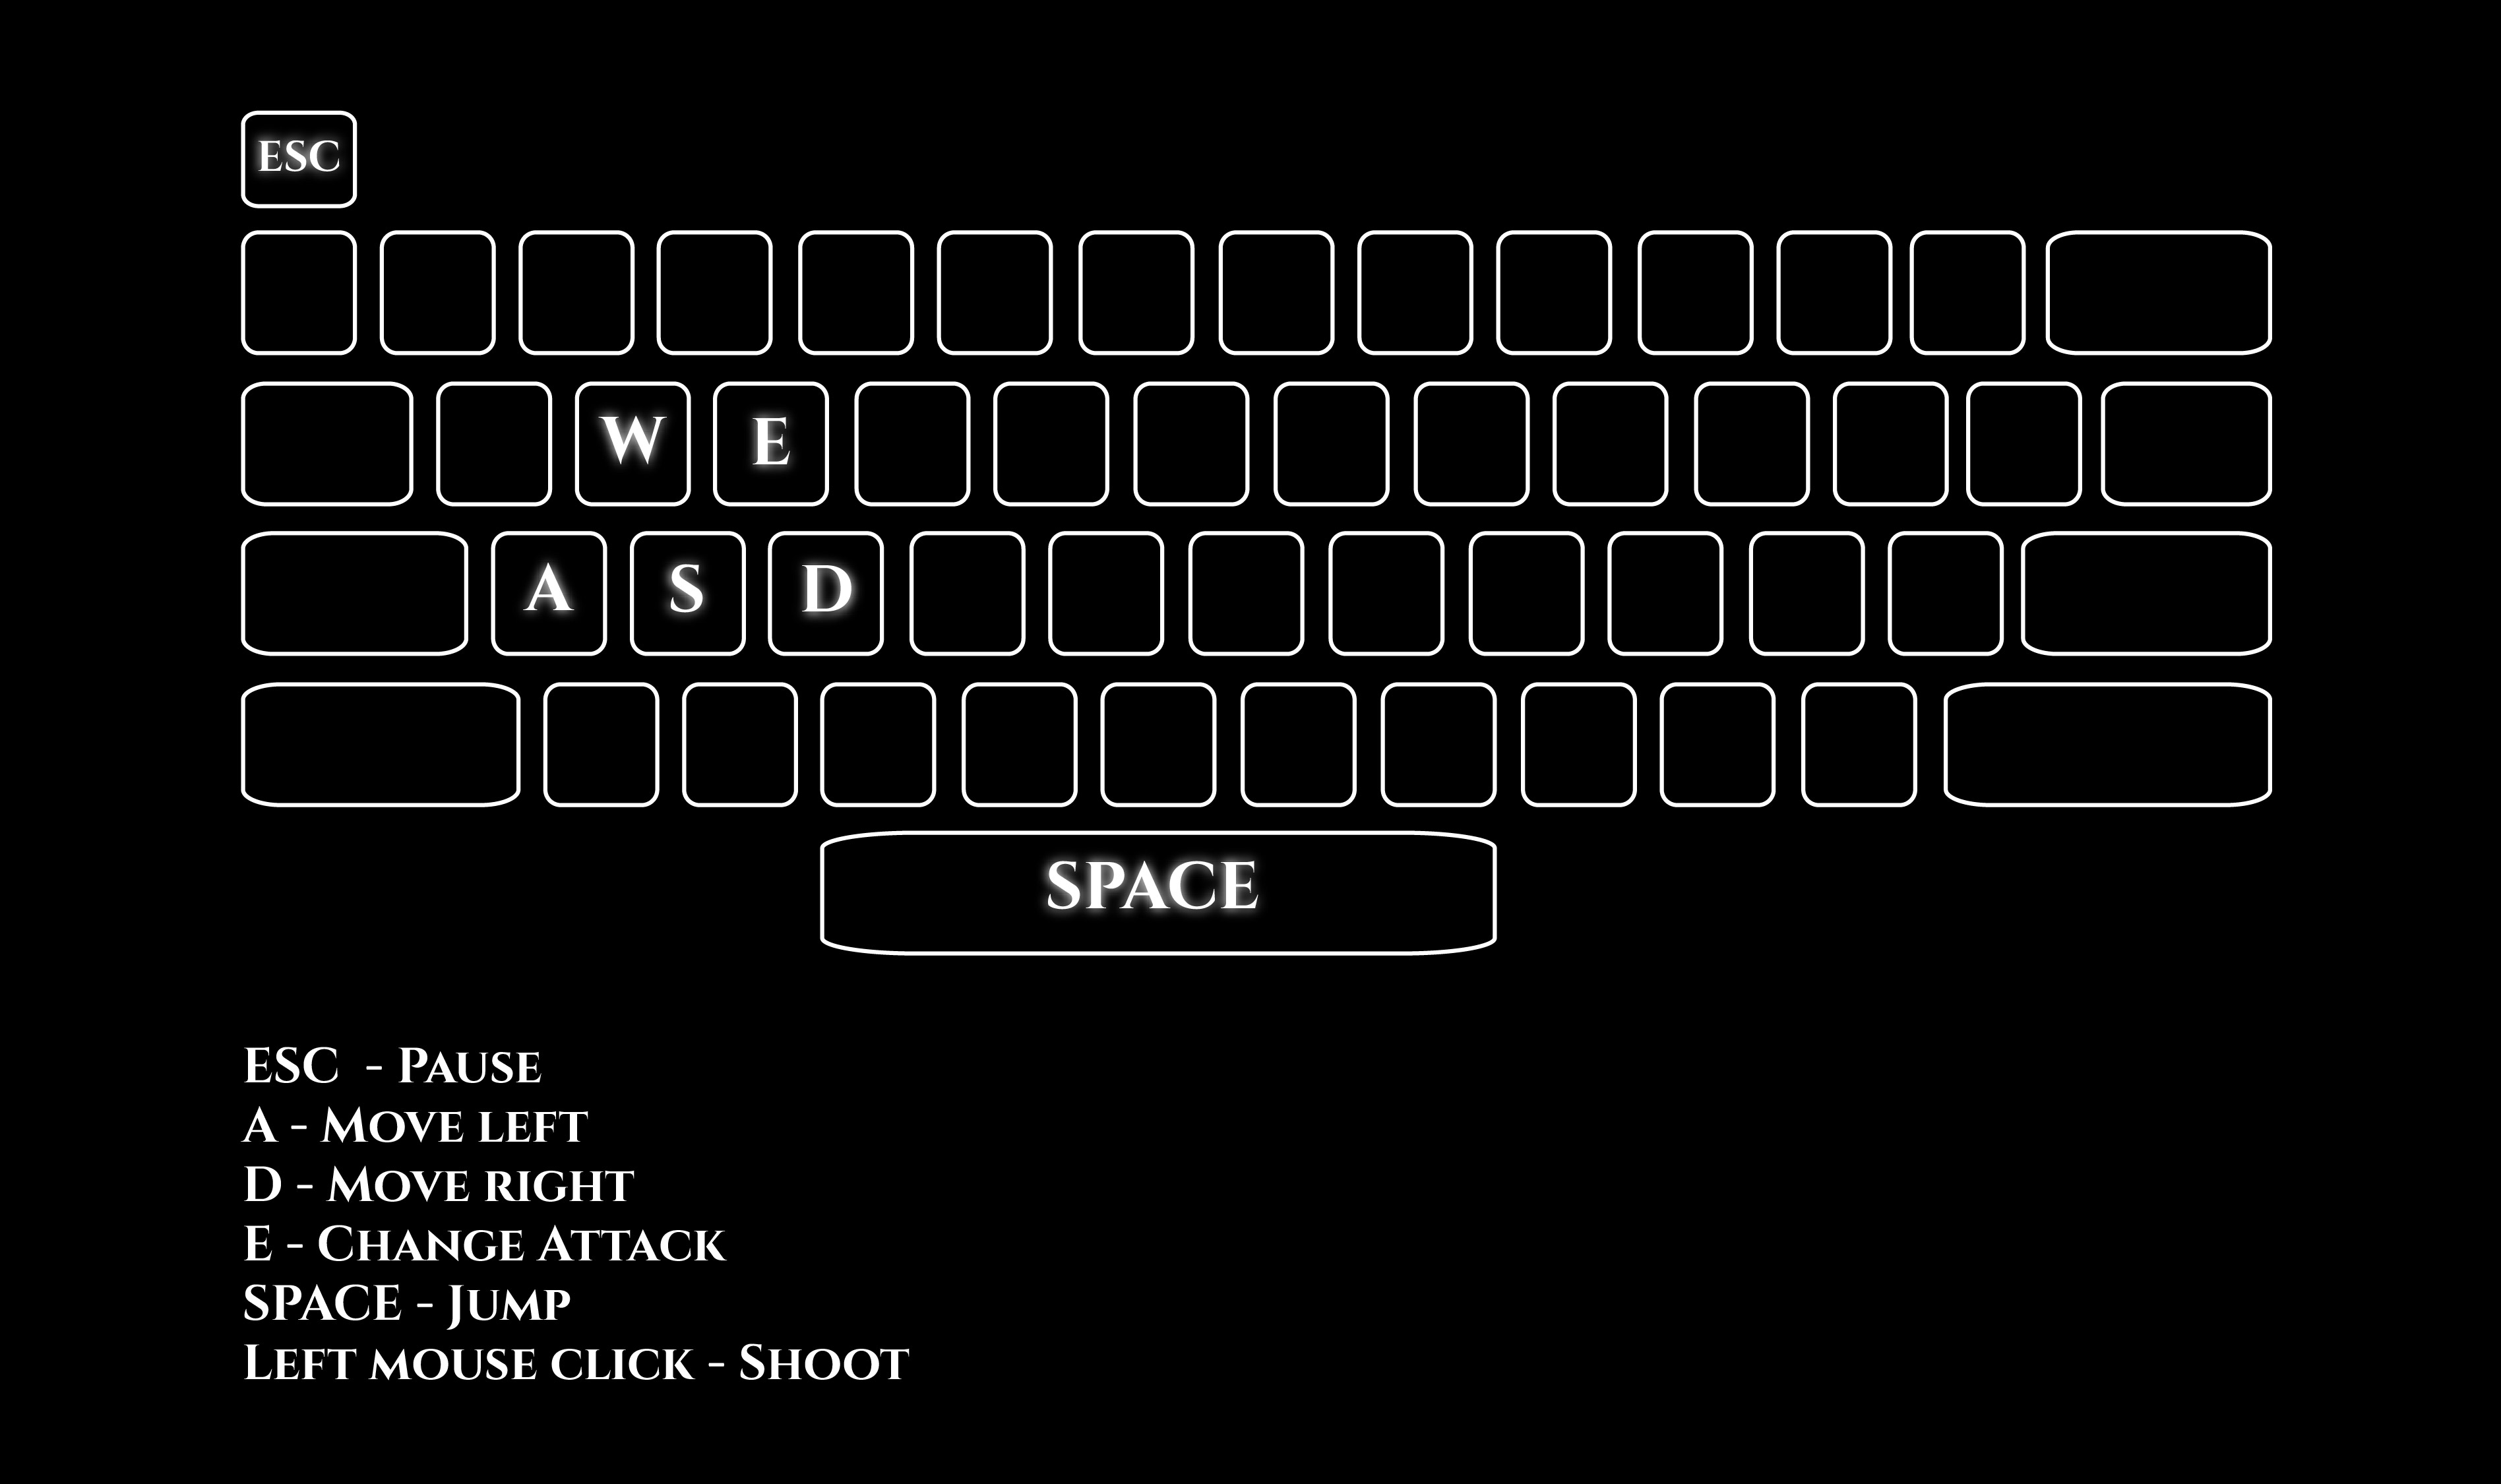 ESC
W E
A S D
SPACE
ESC - Pause
A - Move left
D - Move right
E - Change Attack
SPACE - Jump
Left mouse click - Shoot